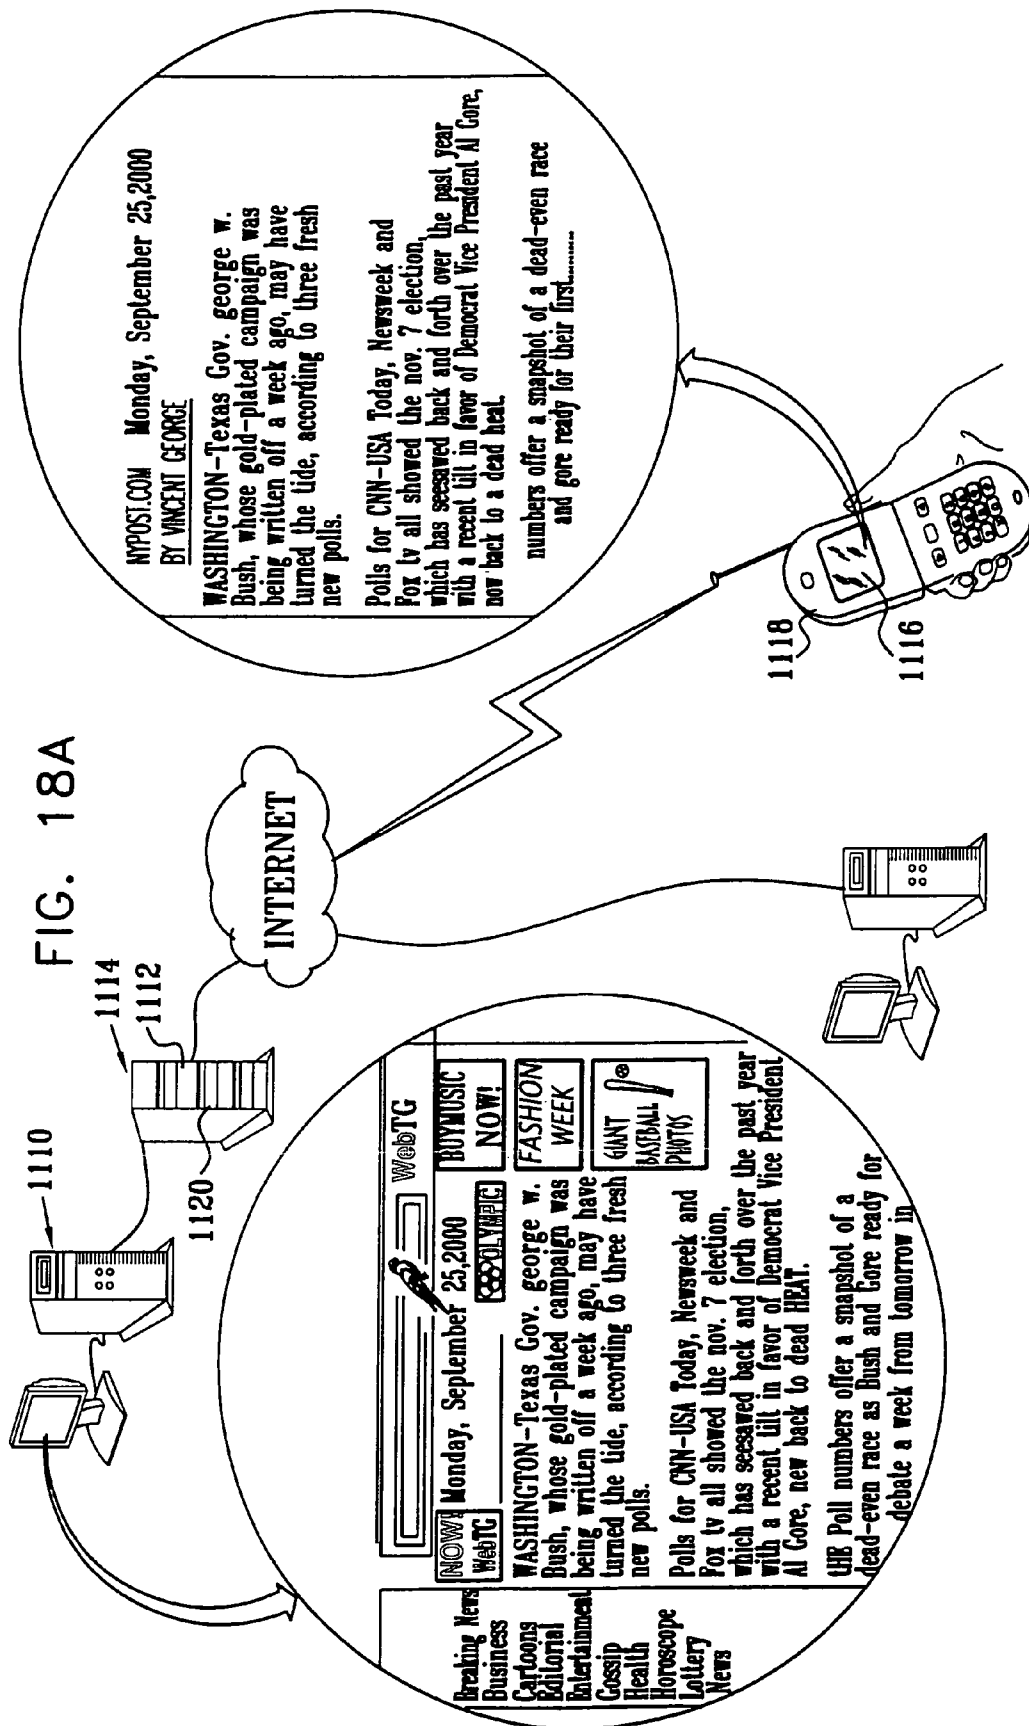 FIG. 18A
1110
1114
1112
1120
INTERNET
1118
1116
WebTG
NOW!
WebTG
Monday, September 25,2000
OLYMPIC
BUYMUSIC
NOW!
FASHION
WEEK
GIANT
BASEBALL
PHOTOS
Breaking News
Business
Cartoons
Editorial
Entertainment
Gossip
Health
Horoscope
Lottery
News
WASHINGTON-Texas Gov. george w.
Bush, whose gold-plated campaign was
being written off a week ago, may have
turned the tide, according to three fresh
new polls.
Polls for CNN-USA Today, Newsweek and
Fox tv all showed the nov. 7 election,
which has seesawed back and forth over the past year
with a recent tilt in favor of Democrat Vice President
Al Gore, new back to dead HEAT.
tHE Poll numbers offer a smapshot of a
dead-even race as Bush and Gore ready for
debate a week from tomorrow in
NYPOST.COM Monday, September 25,2000
BY VINCENT GEORGE
WASHINGTON-Texas Gov. george w.
Bush, whose gold-plated campaign was
being written off a week ago, may have
turned the tide, according to three fresh
new polls.
Polls for CNN-USA Today, Newsweek and
Fox tv all showed the nov. 7 election,
which has seesawed back and forth over the past year
with a recent tilt in favor of Democrat Vice President Al Gore,
now back to a dead heat.
numbers offer a snapshot of a dead-even race
and gore ready for their first..........